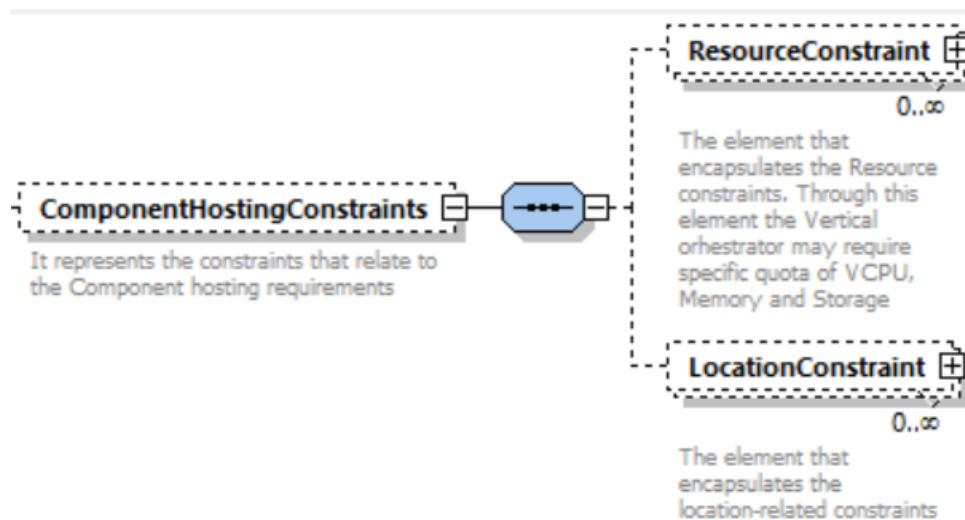 ResourceConstraint
0..∞
The element that
encapsulates the Resource
constraints. Through this
element the Vertical
orhestrator may require
specific quota of VCPU,
Memory and Storage
ComponentHostingConstraints
It represents the constraints that relate to
the Component hosting requirements
LocationConstraint
0..∞
The element that
encapsulates the
location-related constraints